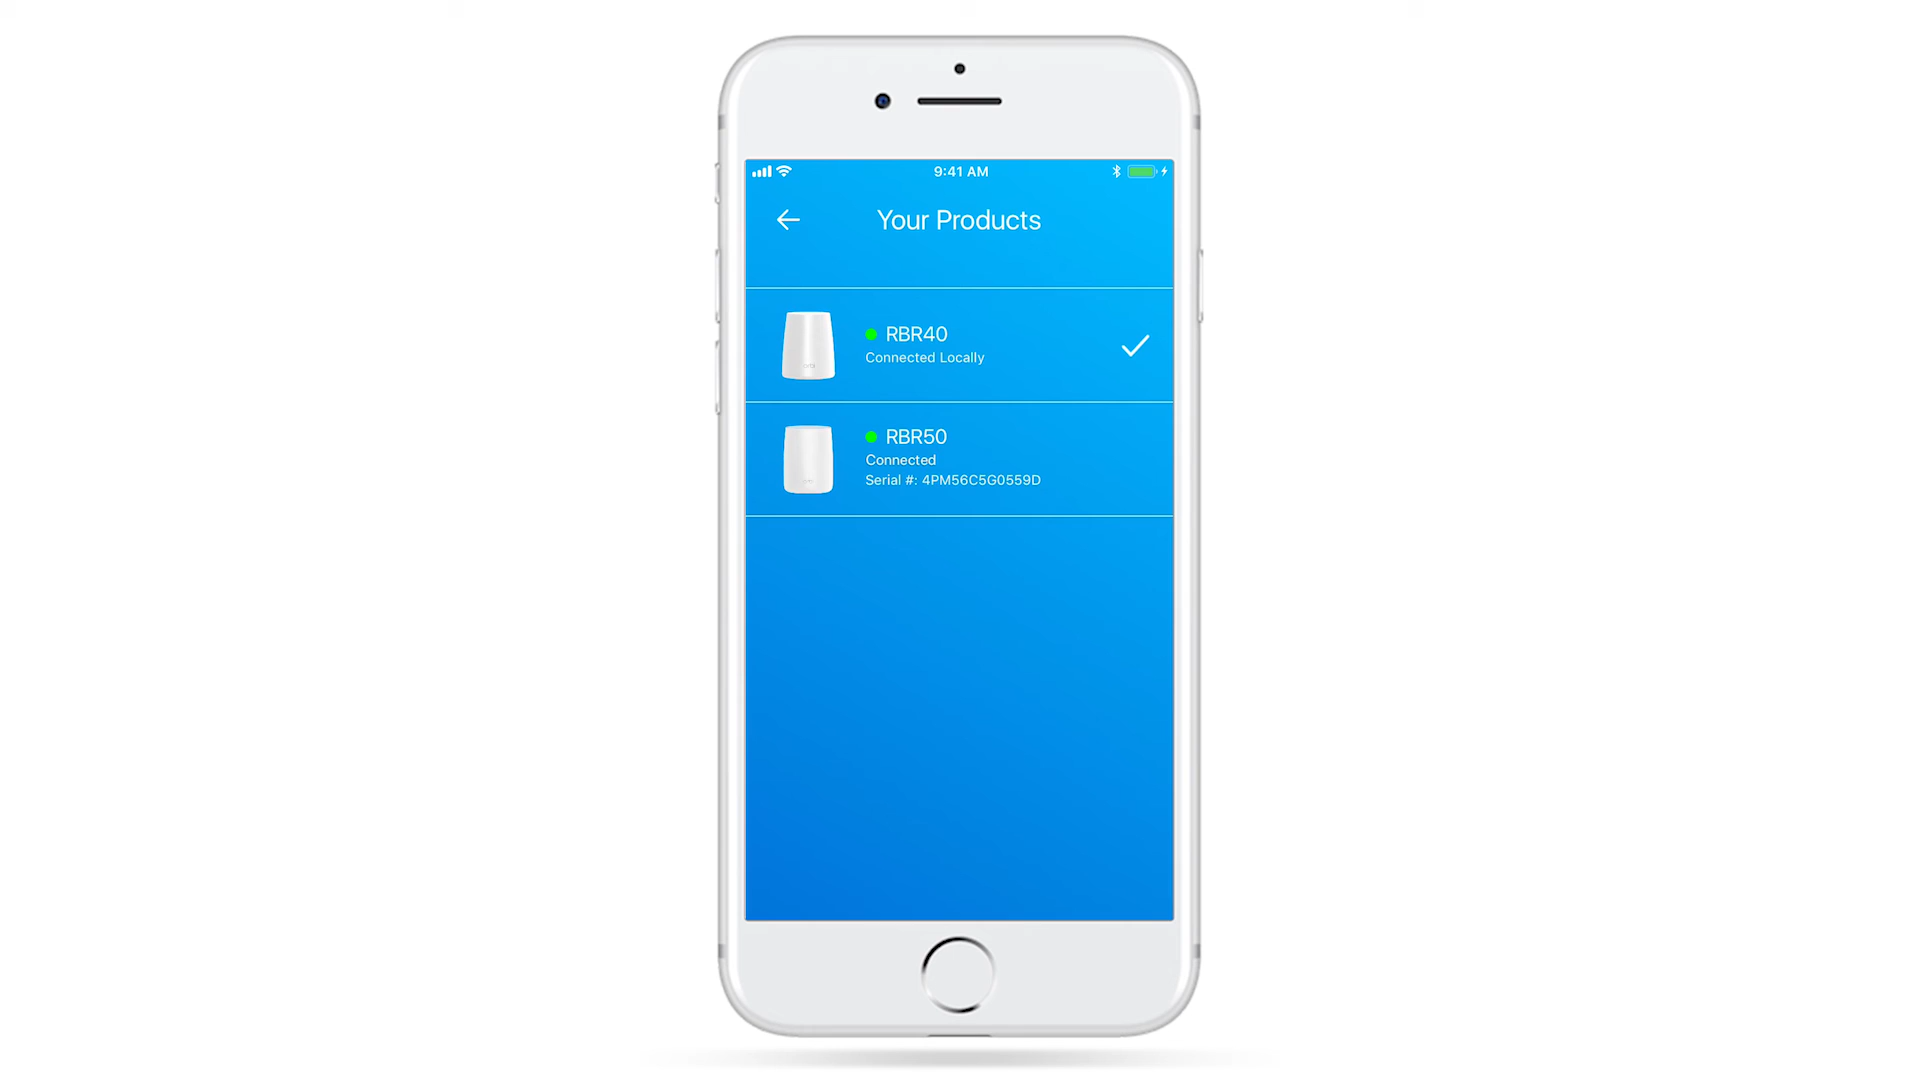 9:41 AM
Your Products
RBR40
Connected Locally
RBR50
Connected
Serial #: 4PM56C5G0559D